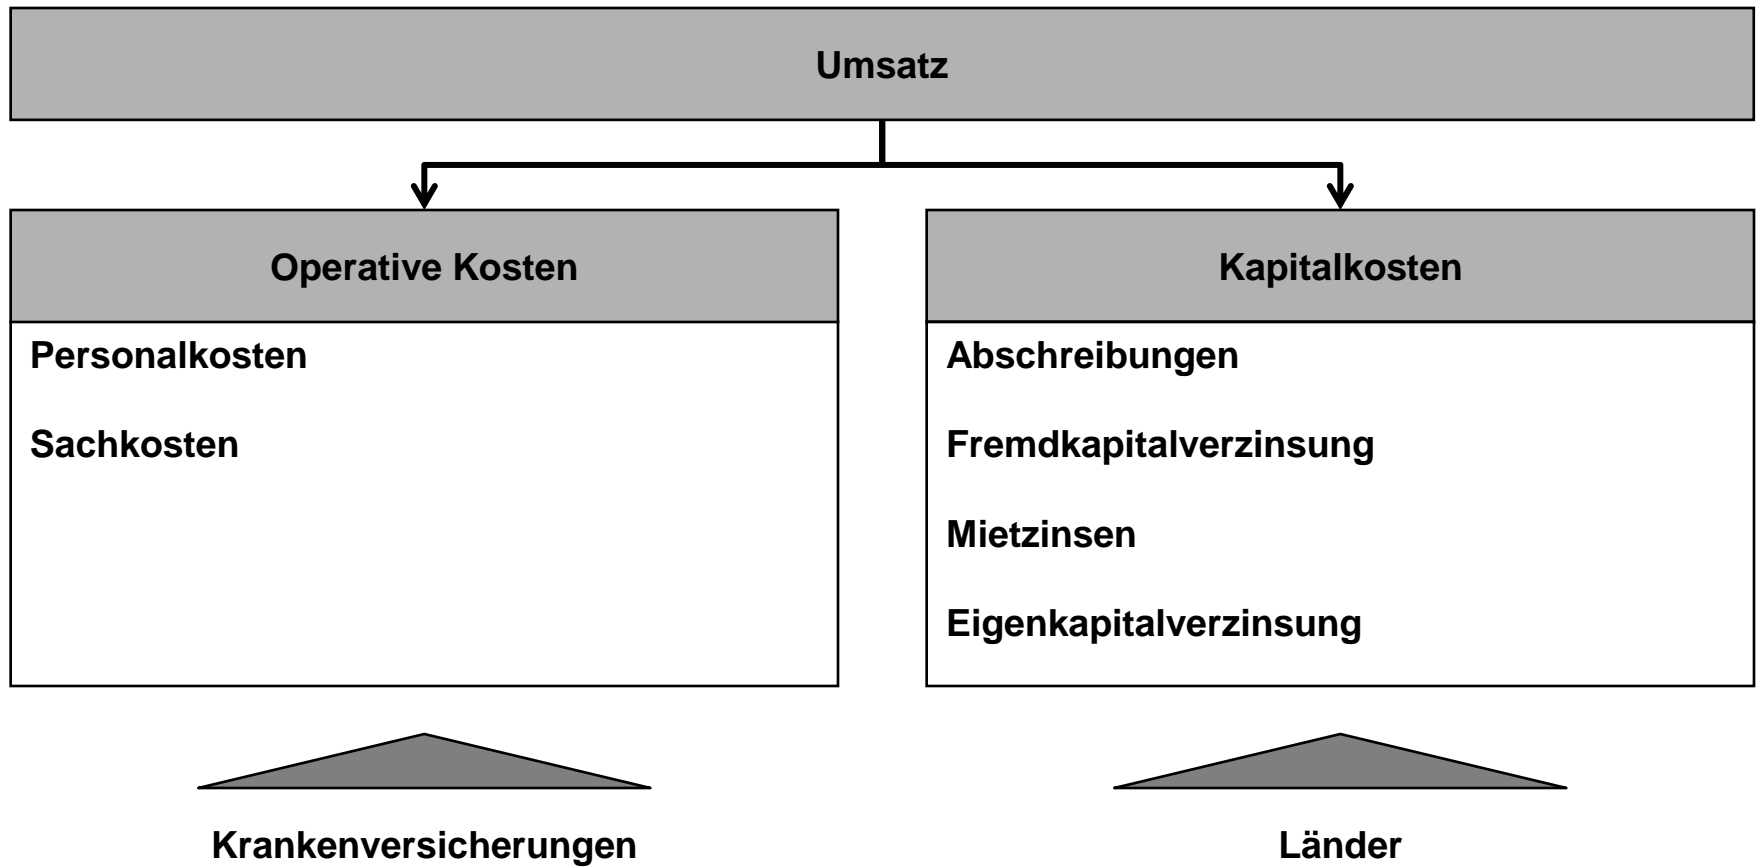 Umsatz
Operative Kosten
Personalkosten
Sachkosten
Kapitalkosten
Abschreibungen
Fremdkapitalverzinsung
Mietzinsen
Eigenkapitalverzinsung
Krankenversicherungen
Länder